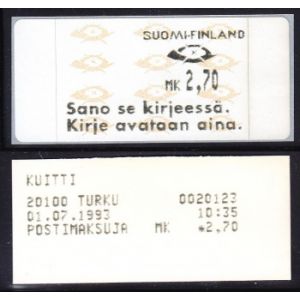 SUOMI-FINLAND
MK 2,70
Sano se kirjeessä.
Kirje avataan aina.
KUITTI
20100 TURKU 0020123
01.07.1993 10:35
POSTIMAKSUJA MK *2,70